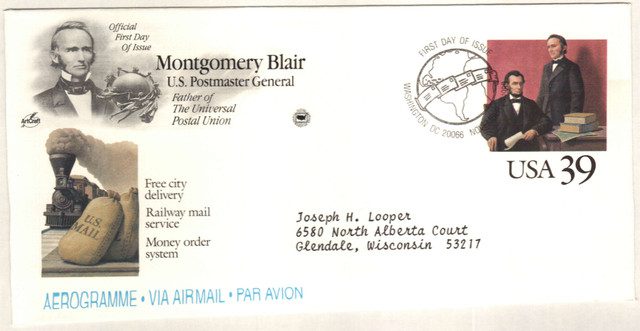 Official
First Day
Of Issue
Montgomery Blair
U.S. Postmaster General
Father of
The Universal
Postal Union
ArtCraft
FIRST DAY OF ISSUE
WASHINGTON DC 20066
USA 39
Free city
delivery
Railway mail
service
Money order
system
U.S.
MAIL
Joseph H. Looper
6580 North Alberta Court
Glendale, Wisconsin 53217
AEROGRAMME • VIA AIRMAIL • PAR AVION